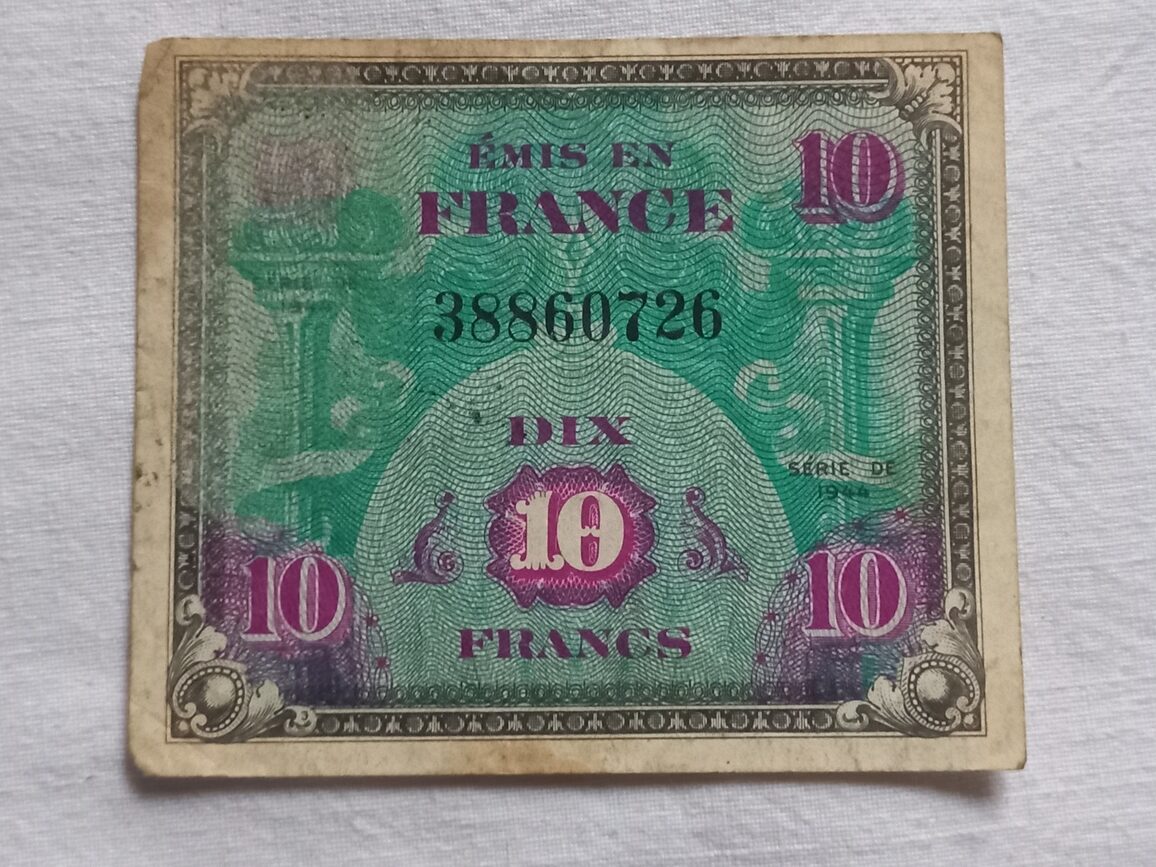 ÉMIS EN
10
FRANCE
38860726
DIX
SÉRIE DE
1944
10
10
10
FRANCS